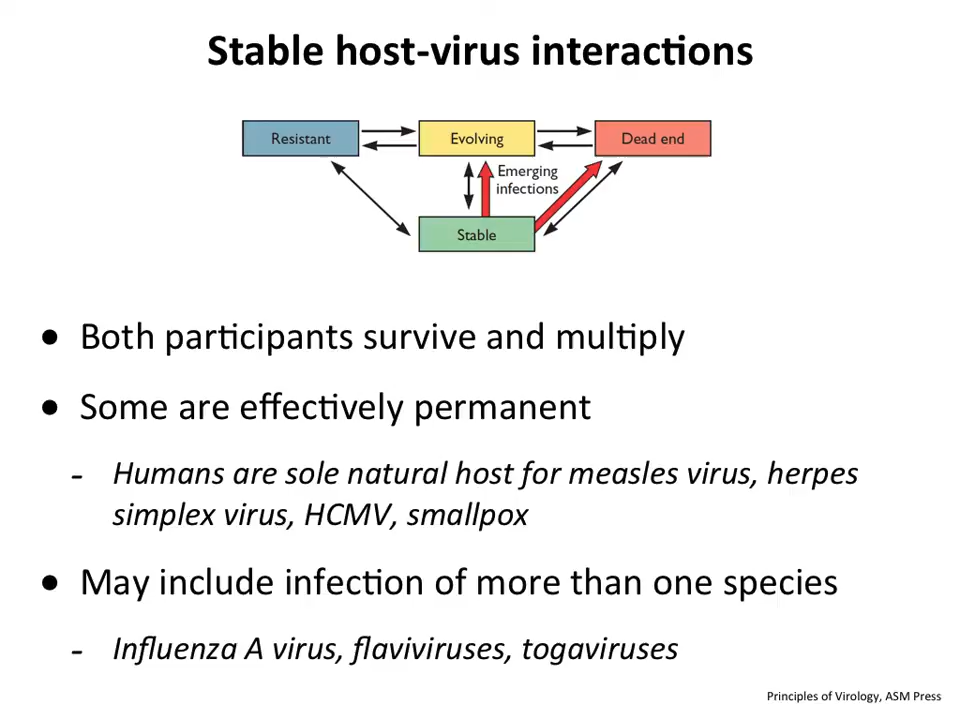 Stable host-virus interactions
Resistant
Evolving
Dead end
Emerging
infections
Stable
• Both participants survive and multiply
• Some are effectively permanent
- Humans are sole natural host for measles virus, herpes
simplex virus, HCMV, smallpox
• May include infection of more than one species
- Influenza A virus, flaviviruses, togaviruses
Principles of Virology, ASM Press